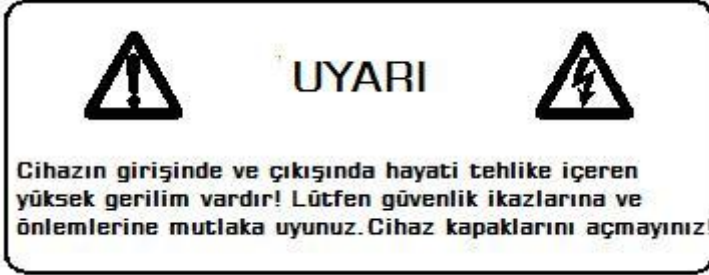 UYARI
Cihazın girişinde ve çıkışında hayati tehlike içeren
yüksek gerilim vardır! Lütfen güvenlik ikazlarına ve
önlemlerine mutlaka uyunuz.Cihaz kapaklarını açmayınız!